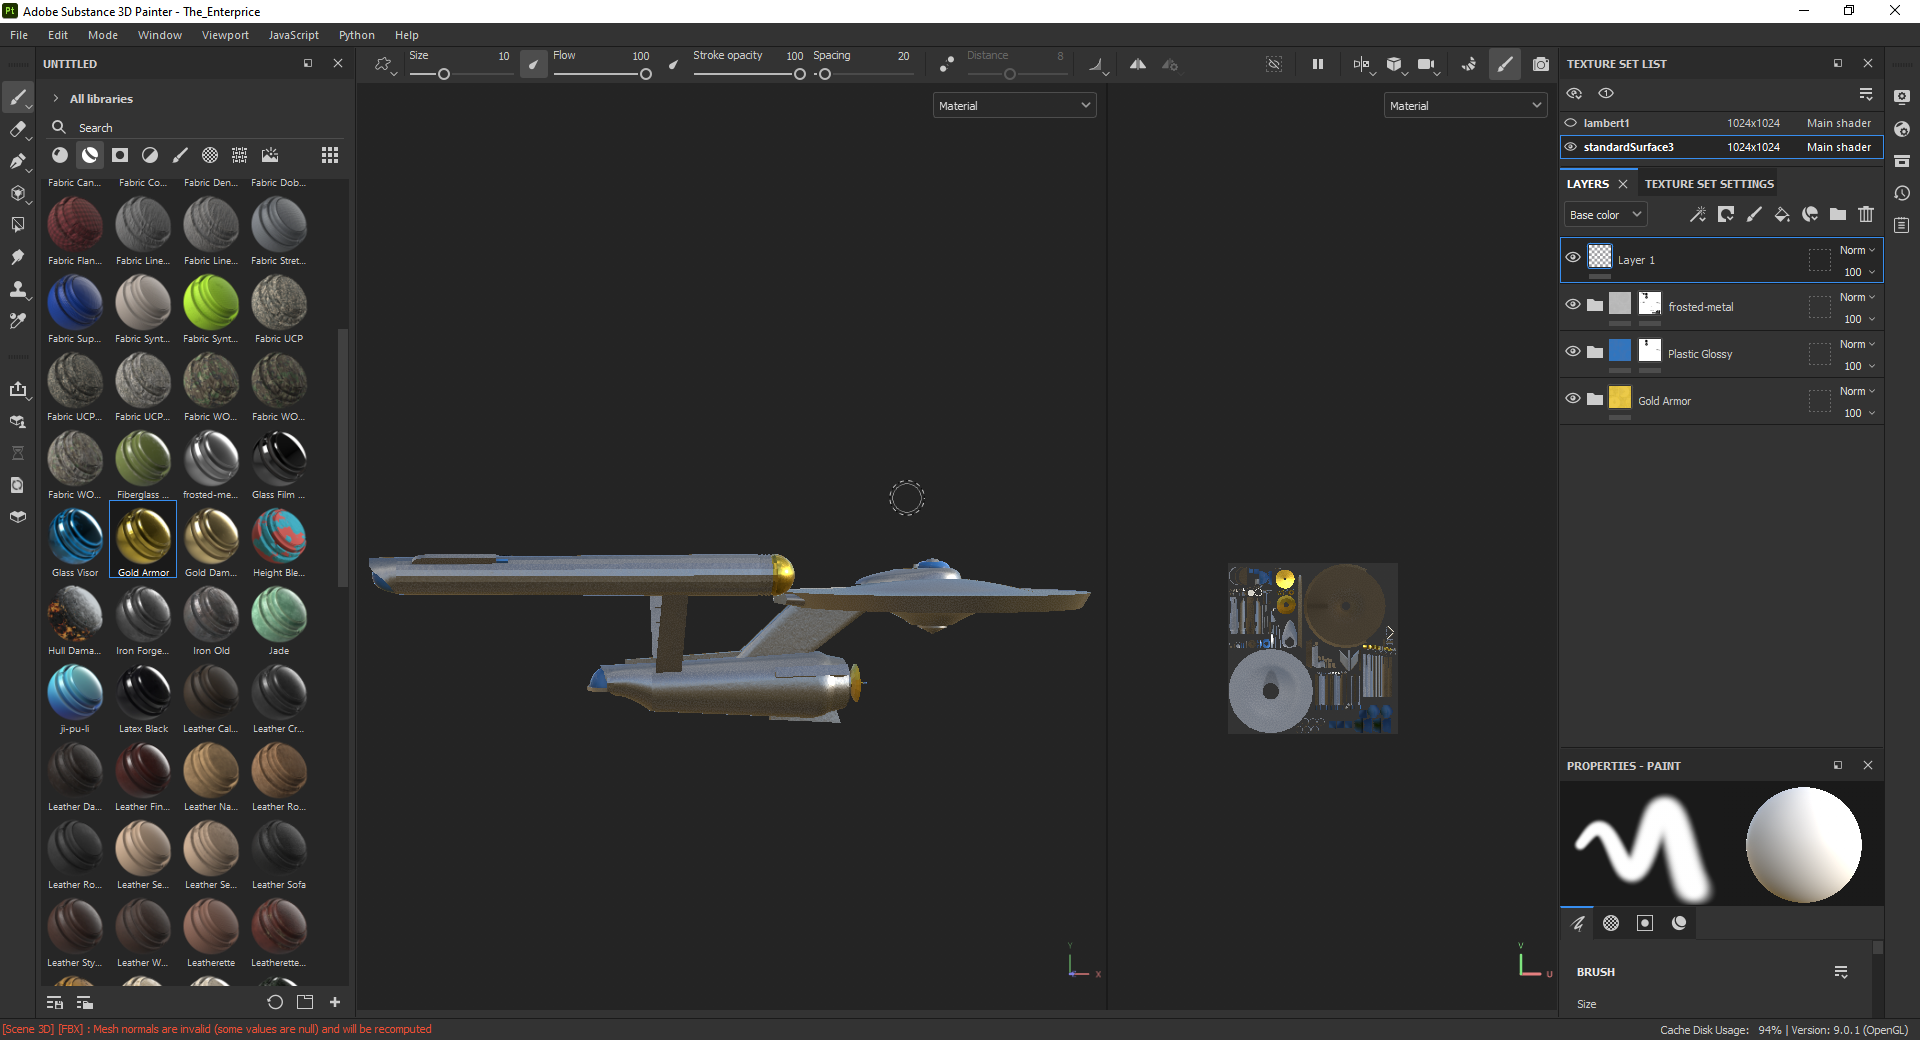 Pt Adobe Substance 3D Painter - The_Enterprice
File Edit Mode Window Viewport JavaScript Python Help
UNTITLED
All libraries
Search
Fabric Can... Fabric Co... Fabric Den... Fabric Dob...
Fabric Flan... Fabric Line... Fabric Line... Fabric Stret...
Fabric Sup... Fabric Synt... Fabric Synt... Fabric UCP
Fabric UCP... Fabric UCP... Fabric WO... Fabric WO...
Fabric WO... Fiberglass ... frosted-me... Glass Film ...
Glass Visor Gold Armor Gold Dam... Height Ble...
Hull Dama... Iron Forge... Iron Old Jade
ji-pu-li Latex Black Leather Cal... Leather Cr...
Leather Da... Leather Fin... Leather Na... Leather Ro...
Leather Ro... Leather Se... Leather Se... Leather Sofa
Leather Sty... Leather W... Leatherette Leatherette...
Size 10 Flow 100 Stroke opacity 100 Spacing 20 Distance 8
Material
Y
X
Material
V
U
TEXTURE SET LIST
lambert1 1024x1024 Main shader
standardSurface3 1024x1024 Main shader
LAYERS TEXTURE SET SETTINGS
Base color
Layer 1 Norm
100
frosted-metal Norm
100
Plastic Glossy Norm
100
Gold Armor Norm
100
PROPERTIES - PAINT
BRUSH
Size
[Scene 3D] [FBX] : Mesh normals are invalid (some values are null) and will be recomputed
Cache Disk Usage: 94% | Version: 9.0.1 (OpenGL)